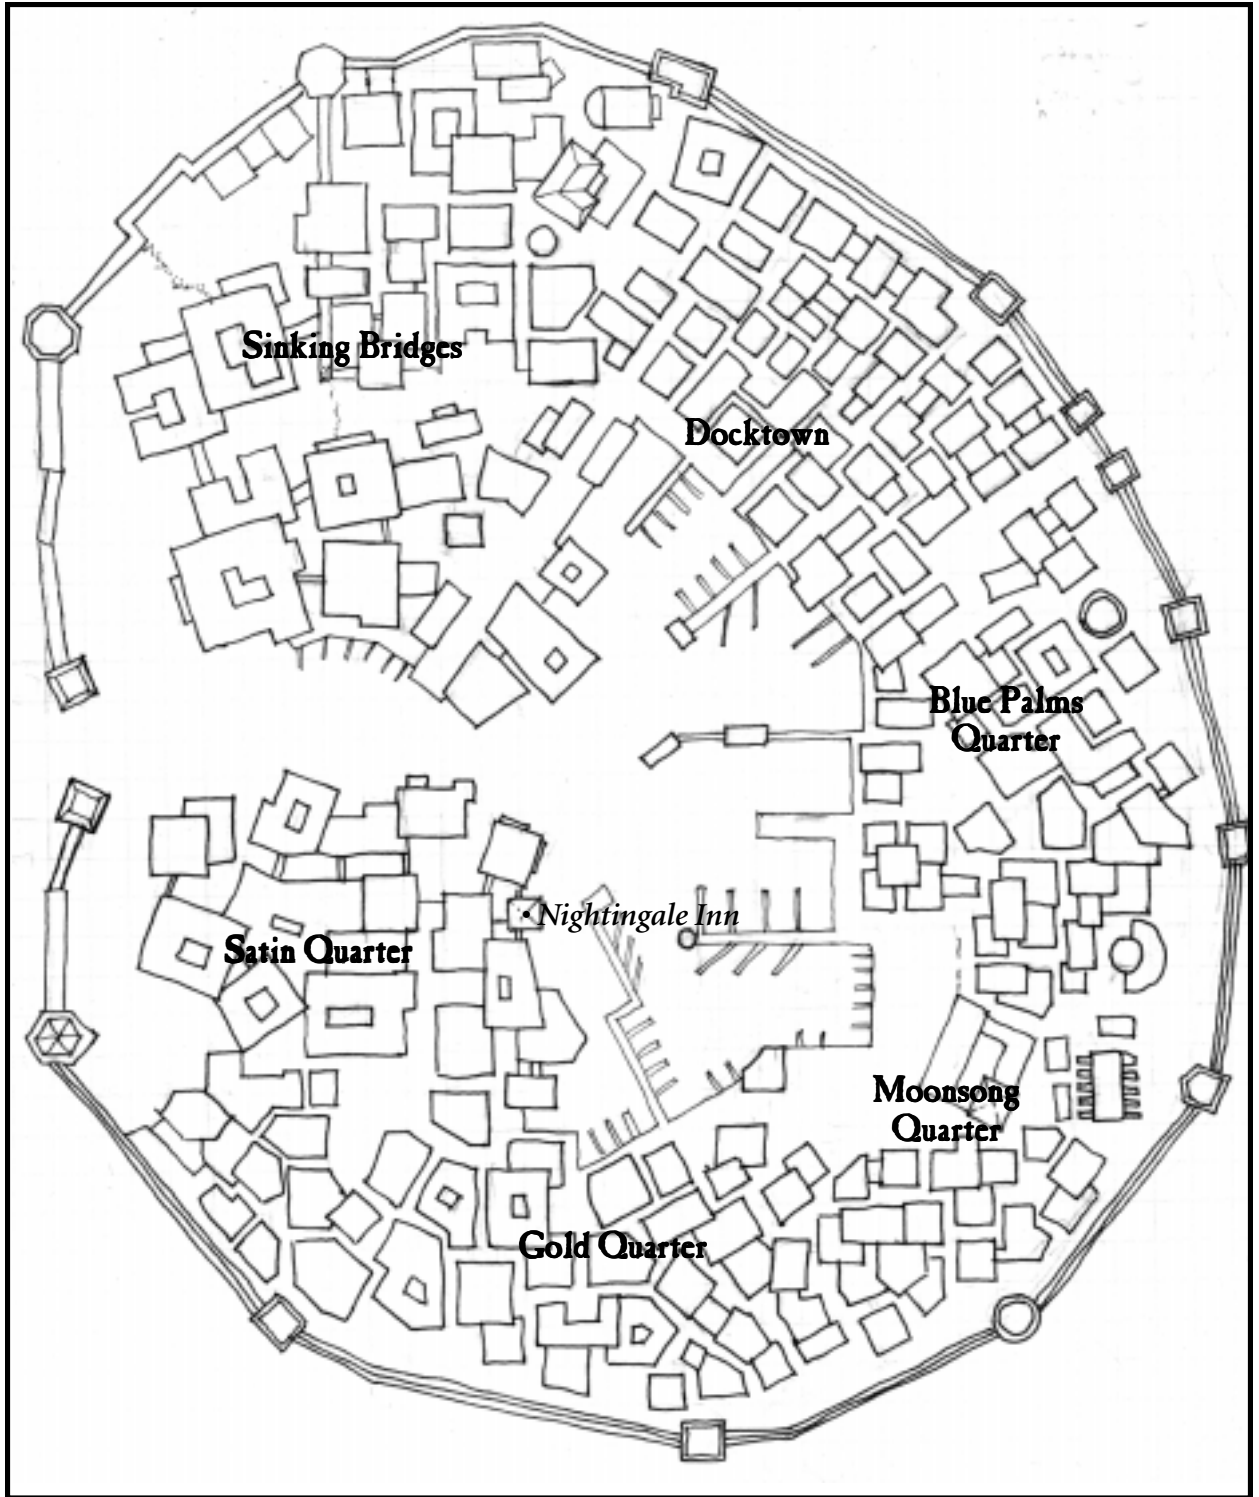 Sinking Bridges
Docktown
Blue Palms
Quarter
Nightingale Inn
Satin Quarter
Moonsong
Quarter
Gold Quarter